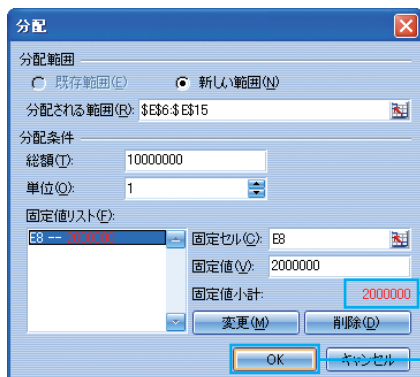 分配
分配範囲
既存範囲(E) 新しい範囲(N)
分配される範囲(R): $E$6:$E$15
分配条件
総額(T): 10000000
単位(O): 1
固定値リスト(F):
E8 -- 2000000
固定セル(C): E8
固定値(V): 2000000
固定値小計: 2000000
変更(M) 削除(D)
OK キャンセル